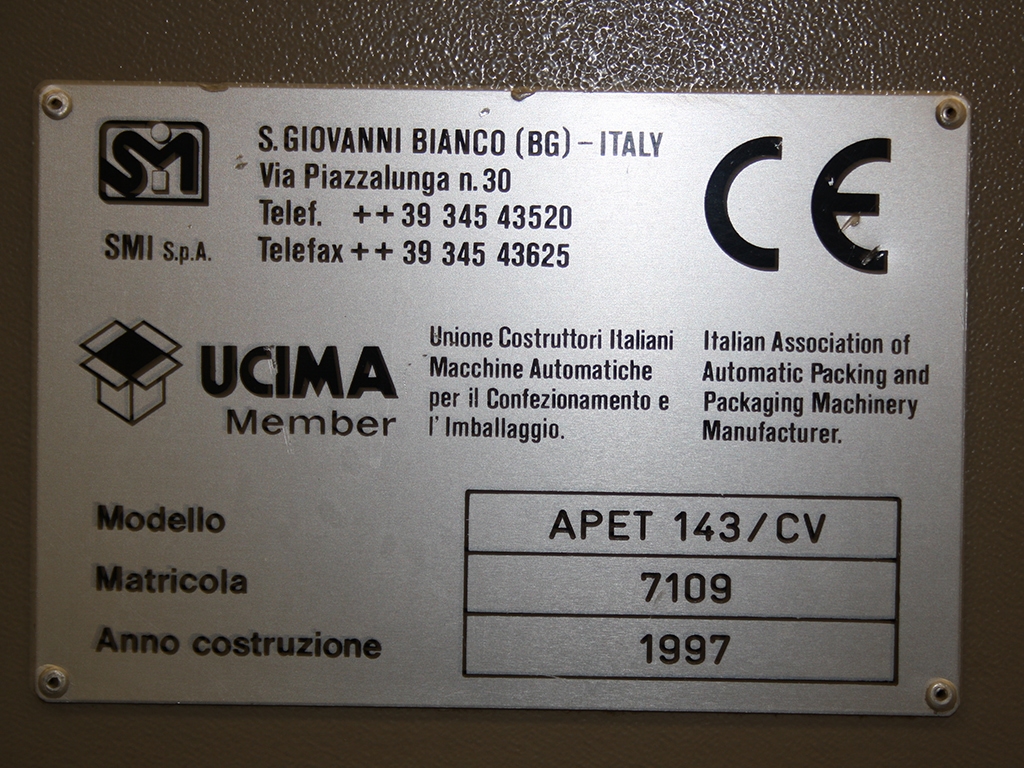 SMI
SMI S.p.A.
S. GIOVANNI BIANCO (BG) – ITALY
Via Piazzalunga n. 30
Telef. ++ 39 345 43520
Telefax ++ 39 345 43625
CE
UCIMA
Member
Unione Costruttori Italiani
Macchine Automatiche
per il Confezionamento e
l' Imballaggio.
Italian Association of
Automatic Packing and
Packaging Machinery
Manufacturer.
Modello APET 143/CV
Matricola 7109
Anno costruzione 1997